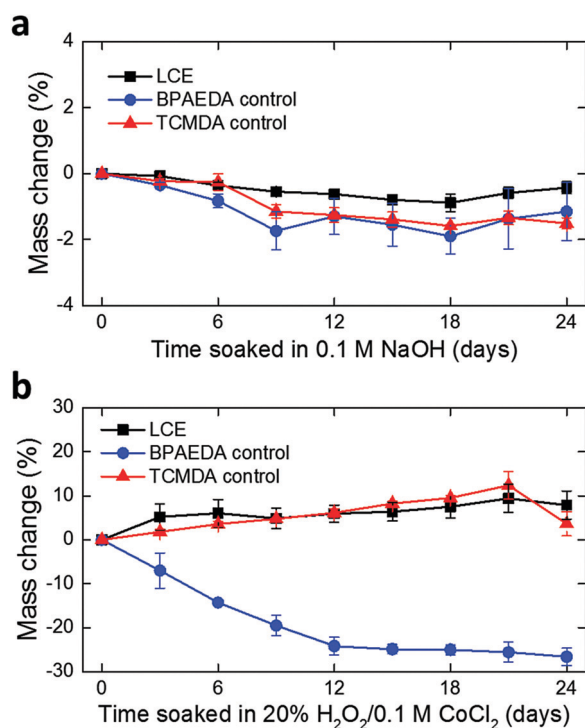 a
4
2
0
-2
-4
Mass change (%)
LCE
BPAEDA control
TCMDA control
0 6 12 18 24
Time soaked in 0.1 M NaOH (days)
b
30
20
10
0
-10
-20
-30
Mass change (%)
LCE
BPAEDA control
TCMDA control
0 6 12 18 24
Time soaked in 20% H₂O₂/0.1 M CoCl₂ (days)